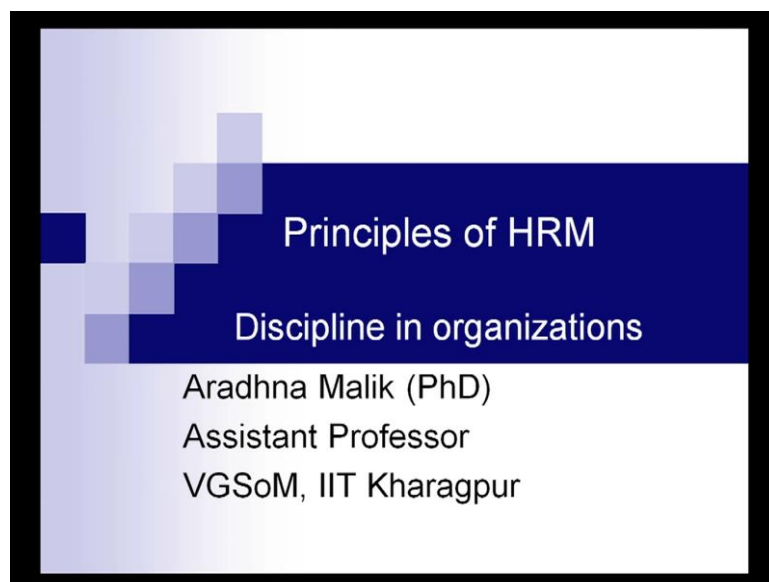 Principles of HRM
Discipline in organizations
Aradhna Malik (PhD)
Assistant Professor
VGSoM, IIT Kharagpur